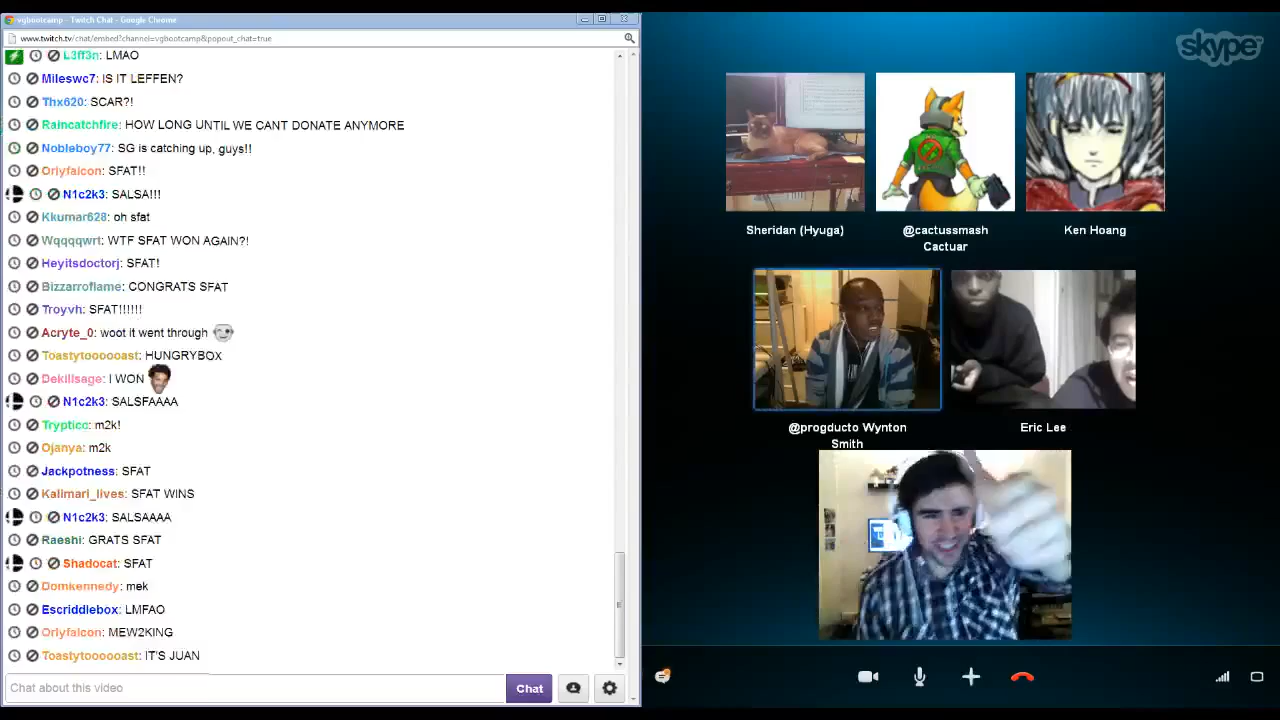 vgbootcamp - Twitch Chat - Google Chrome
www.twitch.tv/chat/embed?channel=vgbootcamp&popout_chat=true
L3ff3n: LMAO
Mileswc7: IS IT LEFFEN?
Thx620: SCAR?!
Raincatchfire: HOW LONG UNTIL WE CANT DONATE ANYMORE
Nobleboy77: SG is catching up, guys!!
Orlyfalcon: SFAT!!
N1c2k3: SALSA!!!
Kkumar628: oh sfat
Wqqqqwrt: WTF SFAT WON AGAIN?!
Heyitsdoctorj: SFAT!
Bizzarroflame: CONGRATS SFAT
Troyvh: SFAT!!!!!!
Acryte_0: woot it went through
Toastytoooooast: HUNGRYBOX
Dekillsage: I WON
N1c2k3: SALSFAAAA
Trypticc: m2k!
Ojanya: m2k
Jackpotness: SFAT
Kalimari_lives: SFAT WINS
N1c2k3: SALSAAAA
Raeshi: GRATS SFAT
Shadocat: SFAT
Domkennedy: mek
Escriddlebox: LMFAO
Orlyfalcon: MEW2KING
Toastytoooooast: IT'S JUAN
Chat about this video
Chat
skype
Sheridan (Hyuga)
@cactussmash
Cactuar
Ken Hoang
@progducto Wynton
Smith
Eric Lee